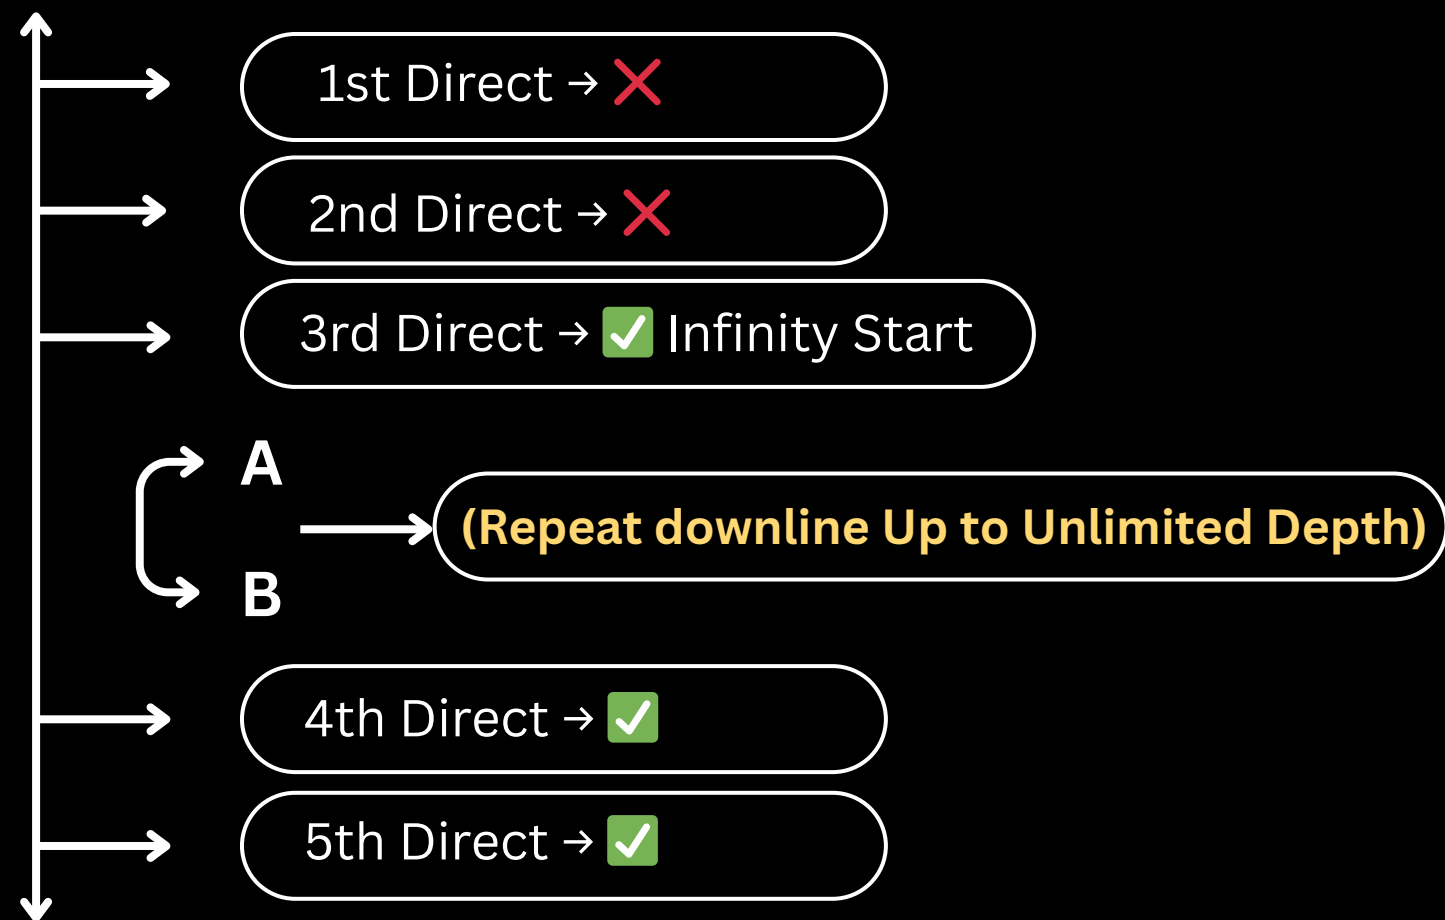 1st Direct → ❌
2nd Direct → ❌
3rd Direct → ✅ Infinity Start
A
(Repeat downline Up to Unlimited Depth)
B
4th Direct → ✅
5th Direct → ✅